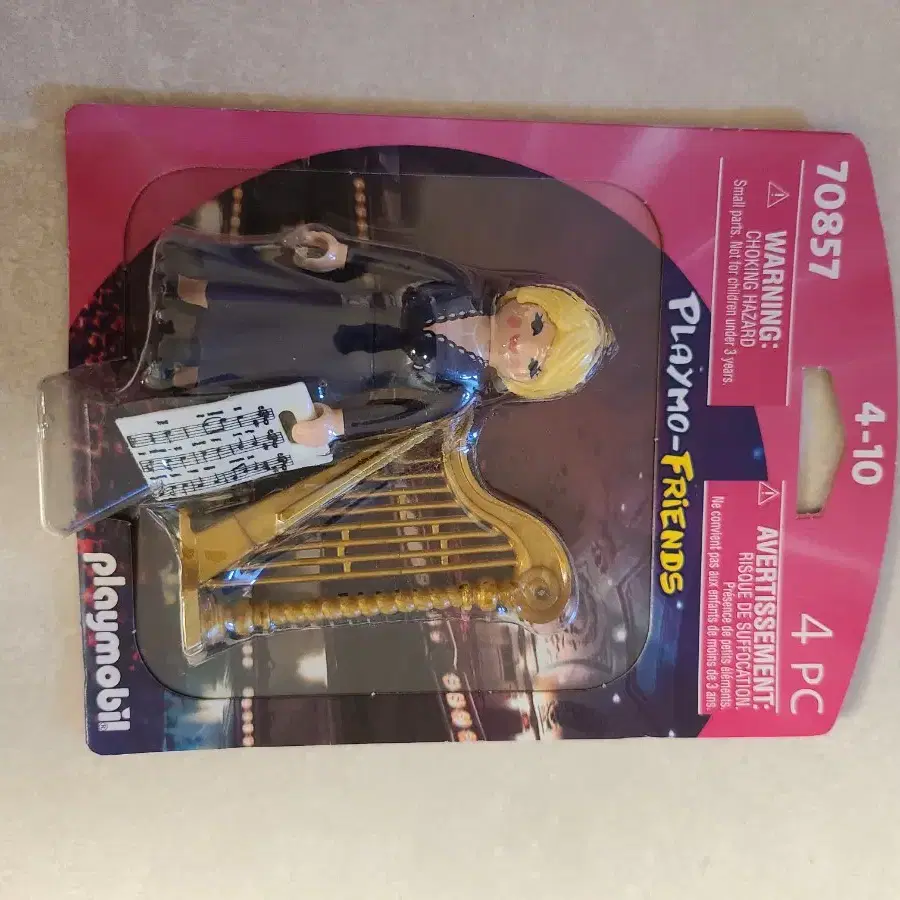 70857
4-10
4 PC
WARNING:
CHOKING HAZARD
Small parts. Not for children under 3 years.
AVERTISSEMENT:
RISQUE DE SUFFOCATION.
Présence de petits éléments.
Ne convient pas aux enfants de moins de 3 ans.
PLAYMO-FRIENDS
playmobil®